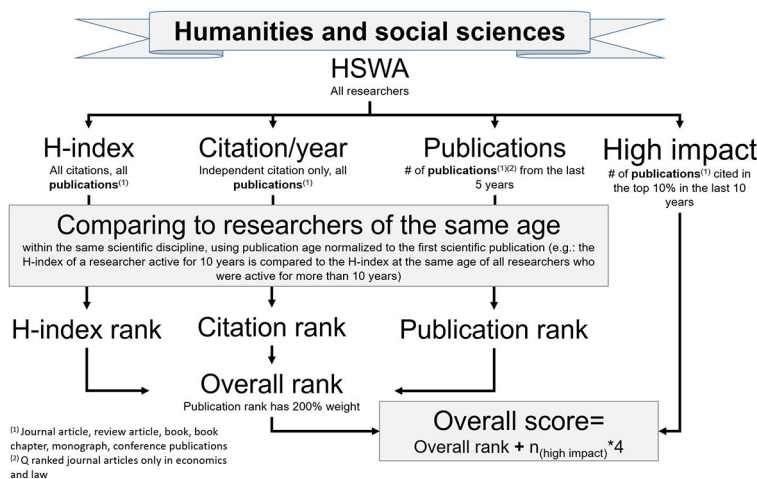 Humanities and social sciences
HSWA
All researchers
H-index
All citations, all
publications(1)
Citation/year
Independent citation only, all
publications(1)
Publications
# of publications(1)(2) from the last
5 years
High impact
# of publications(1) cited in
the top 10% in the last 10
years
Comparing to researchers of the same age
within the same scientific discipline, using publication age normalized to the first scientific publication (e.g.: the
H-index of a researcher active for 10 years is compared to the H-index at the same age of all researchers who
were active for more than 10 years)
H-index rank
Citation rank
Publication rank
Overall rank
Publication rank has 200% weight
Overall score=
Overall rank + n(high impact)*4
(1) Journal article, review article, book, book
chapter, monograph, conference publications
(2) Q ranked journal articles only in economics
and law